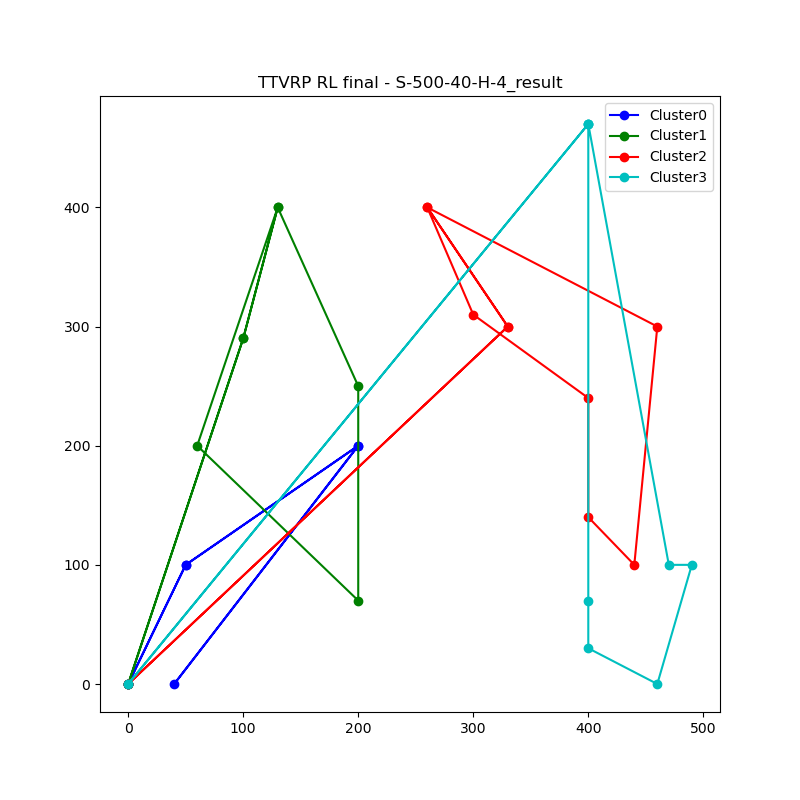 TTVRP RL final - S-500-40-H-4_result
Cluster0
Cluster1
Cluster2
Cluster3
400
300
200
100
0
0 100 200 300 400 500